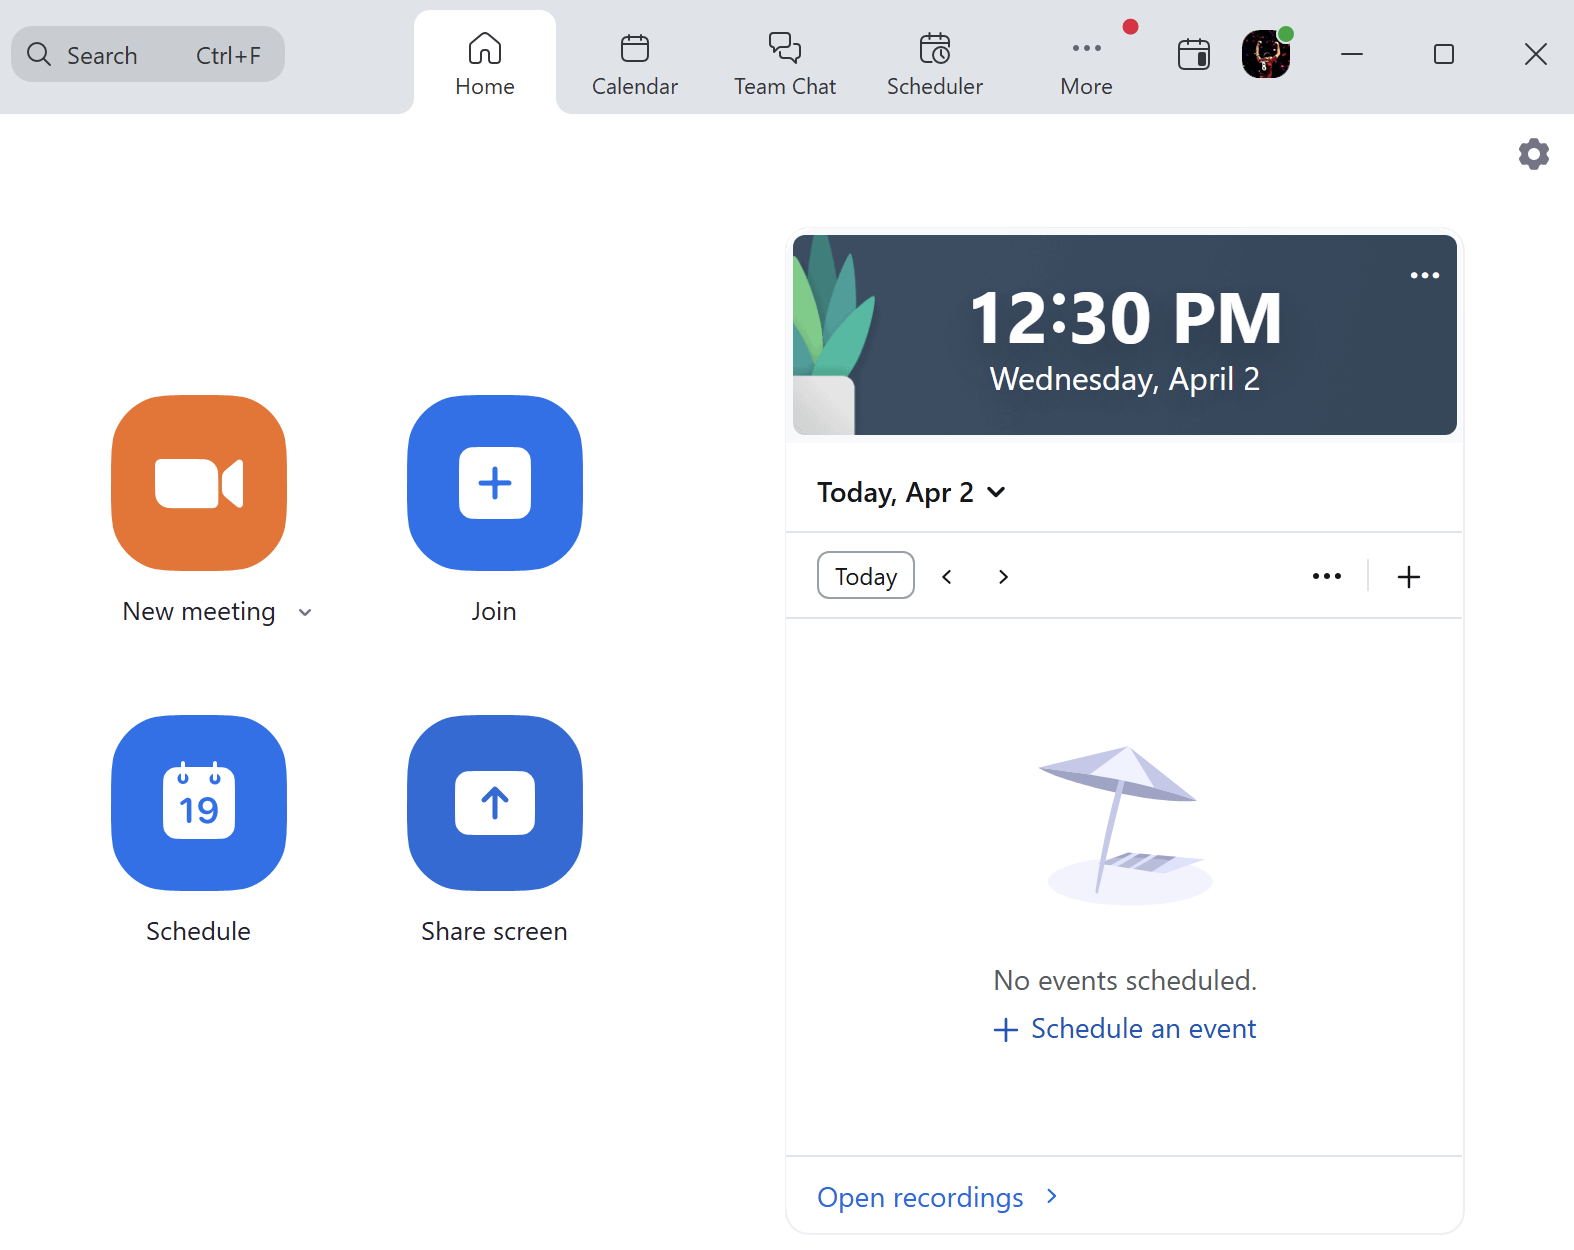 Search Ctrl+F
Home
Calendar
Team Chat
Scheduler
More
12:30 PM
Wednesday, April 2
New meeting
Join
19
Schedule
Share screen
Today, Apr 2
Today
No events scheduled.
Schedule an event
Open recordings